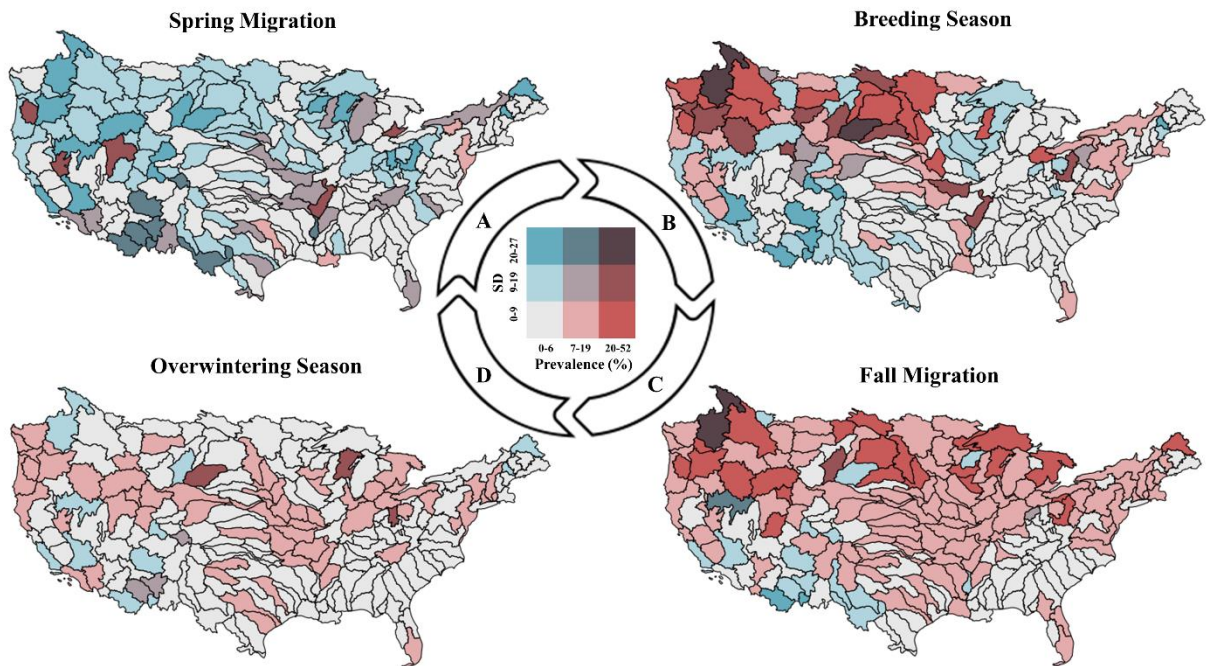 Spring Migration
Breeding Season
A
B
SD
20-27
9-19
0-9
0-6
7-19
20-52
Prevalence (%)
D
C
Overwintering Season
Fall Migration